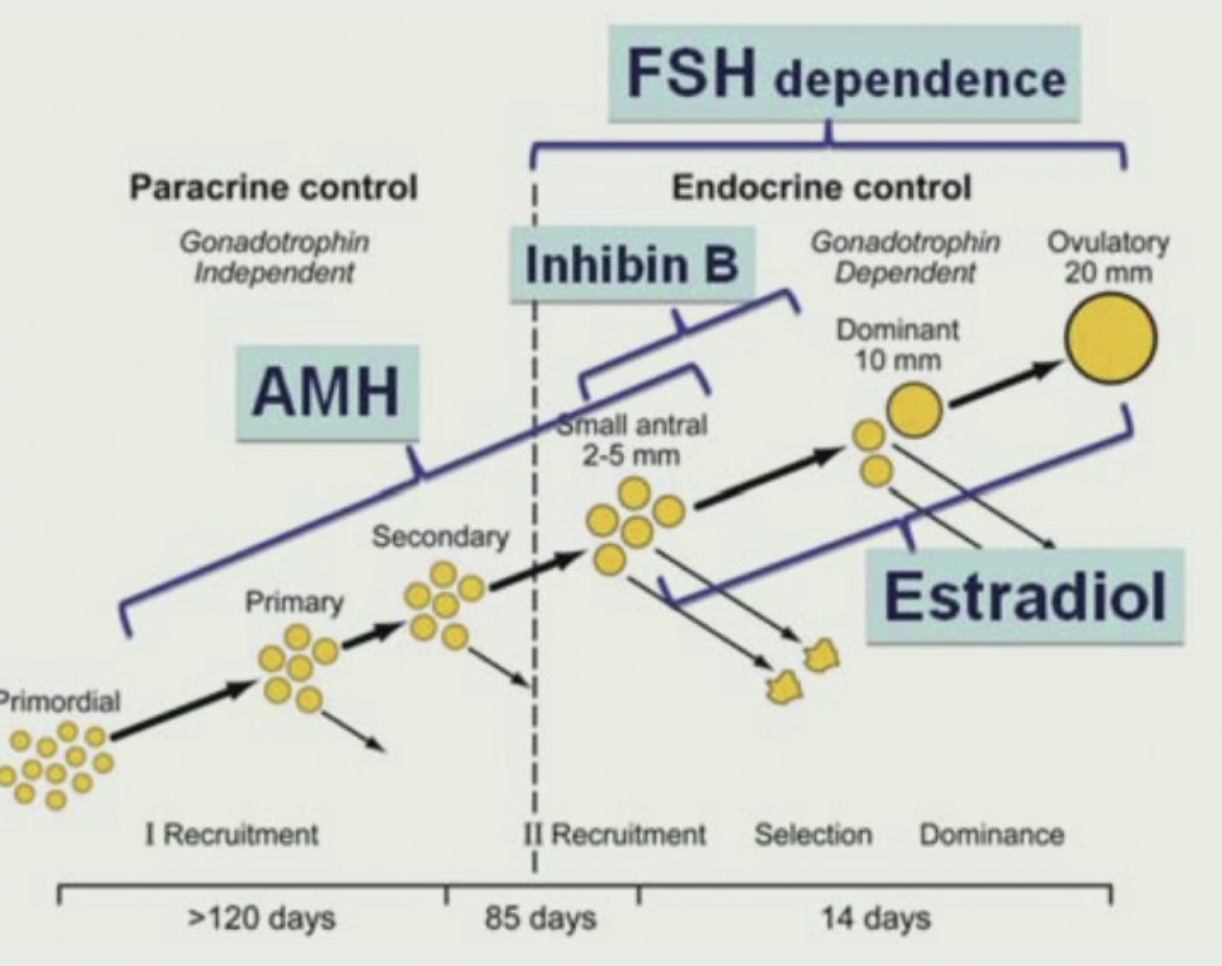 FSH dependence
Paracrine control
Endocrine control
Gonadotrophin
Independent
Inhibin B
Gonadotrophin
Dependent
Ovulatory
20 mm
Dominant
10 mm
AMH
Small antral
2-5 mm
Secondary
Primary
Estradiol
Primordial
I Recruitment
II Recruitment
Selection
Dominance
>120 days
85 days
14 days